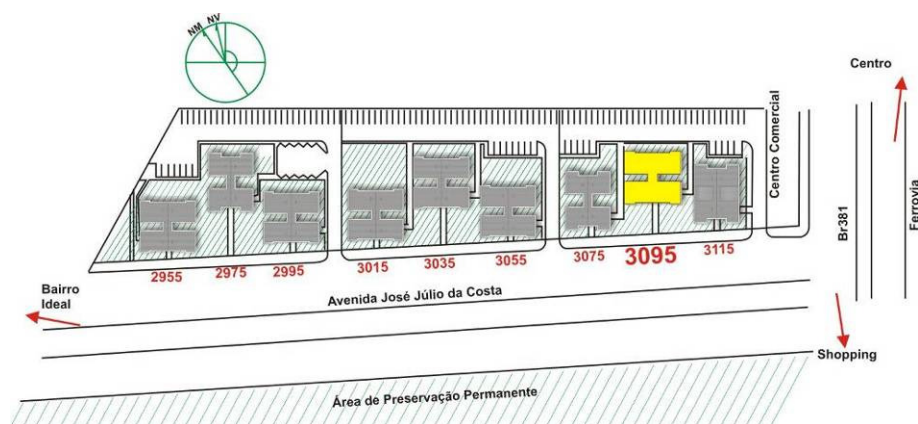 NM
NV
Centro
Centro Comercial
Br381
Ferrovia
2955
2975
2995
3015
3035
3055
3075
3095
3115
Bairro
Ideal
Avenida José Júlio da Costa
Shopping
Área de Preservação Permanente